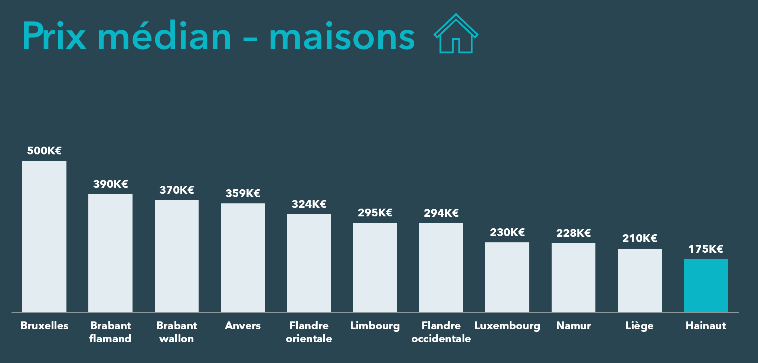 Prix médian – maisons
500K€
390K€
370K€
359K€
324K€
295K€
294K€
230K€
228K€
210K€
175K€
Bruxelles
Brabant
flamand
Brabant
wallon
Anvers
Flandre
orientale
Limbourg
Flandre
occidentale
Luxembourg
Namur
Liège
Hainaut